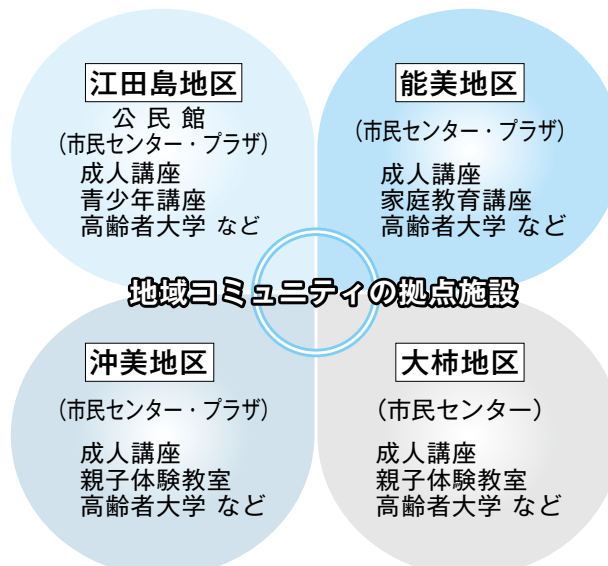 江田島地区
公民館
(市民センター・プラザ)
成人講座
青少年講座
高齢者大学 など
能美地区
(市民センター・プラザ)
成人講座
家庭教育講座
高齢者大学 など
地域コミュニティの拠点施設
沖美地区
(市民センター・プラザ)
成人講座
親子体験教室
高齢者大学 など
大柿地区
(市民センター)
成人講座
親子体験教室
高齢者大学 など